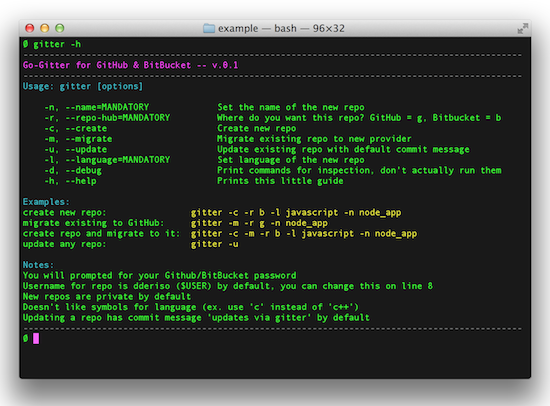 example — bash — 96×32
0 gitter -h
Go-Gitter for GitHub & BitBucket -- v.0.1
Usage: gitter [options]
-n, --name=MANDATORY Set the name of the new repo
-r, --repo-hub=MANDATORY Where do you want this repo? GitHub = g, Bitbucket = b
-c, --create Create new repo
-m, --migrate Migrate existing repo to new provider
-u, --update Update existing repo with default commit message
-l, --language=MANDATORY Set language of the new repo
-d, --debug Print commands for inspection, don't actually run them
-h, --help Prints this little guide
Examples:
create new repo: gitter -c -r b -l javascript -n node_app
migrate existing to GitHub: gitter -m -r g -n node_app
create repo and migrate to it: gitter -c -m -r b -l javascript -n node_app
update any repo: gitter -u
Notes:
You will prompted for your Github/BitBucket password
Username for repo is dderiso ($USER) by default, you can change this on line 8
New repos are private by default
Doesn't like symbols for language (ex. use 'c' instead of 'c++')
Updating a repo has commit message 'updates via gitter' by default
0